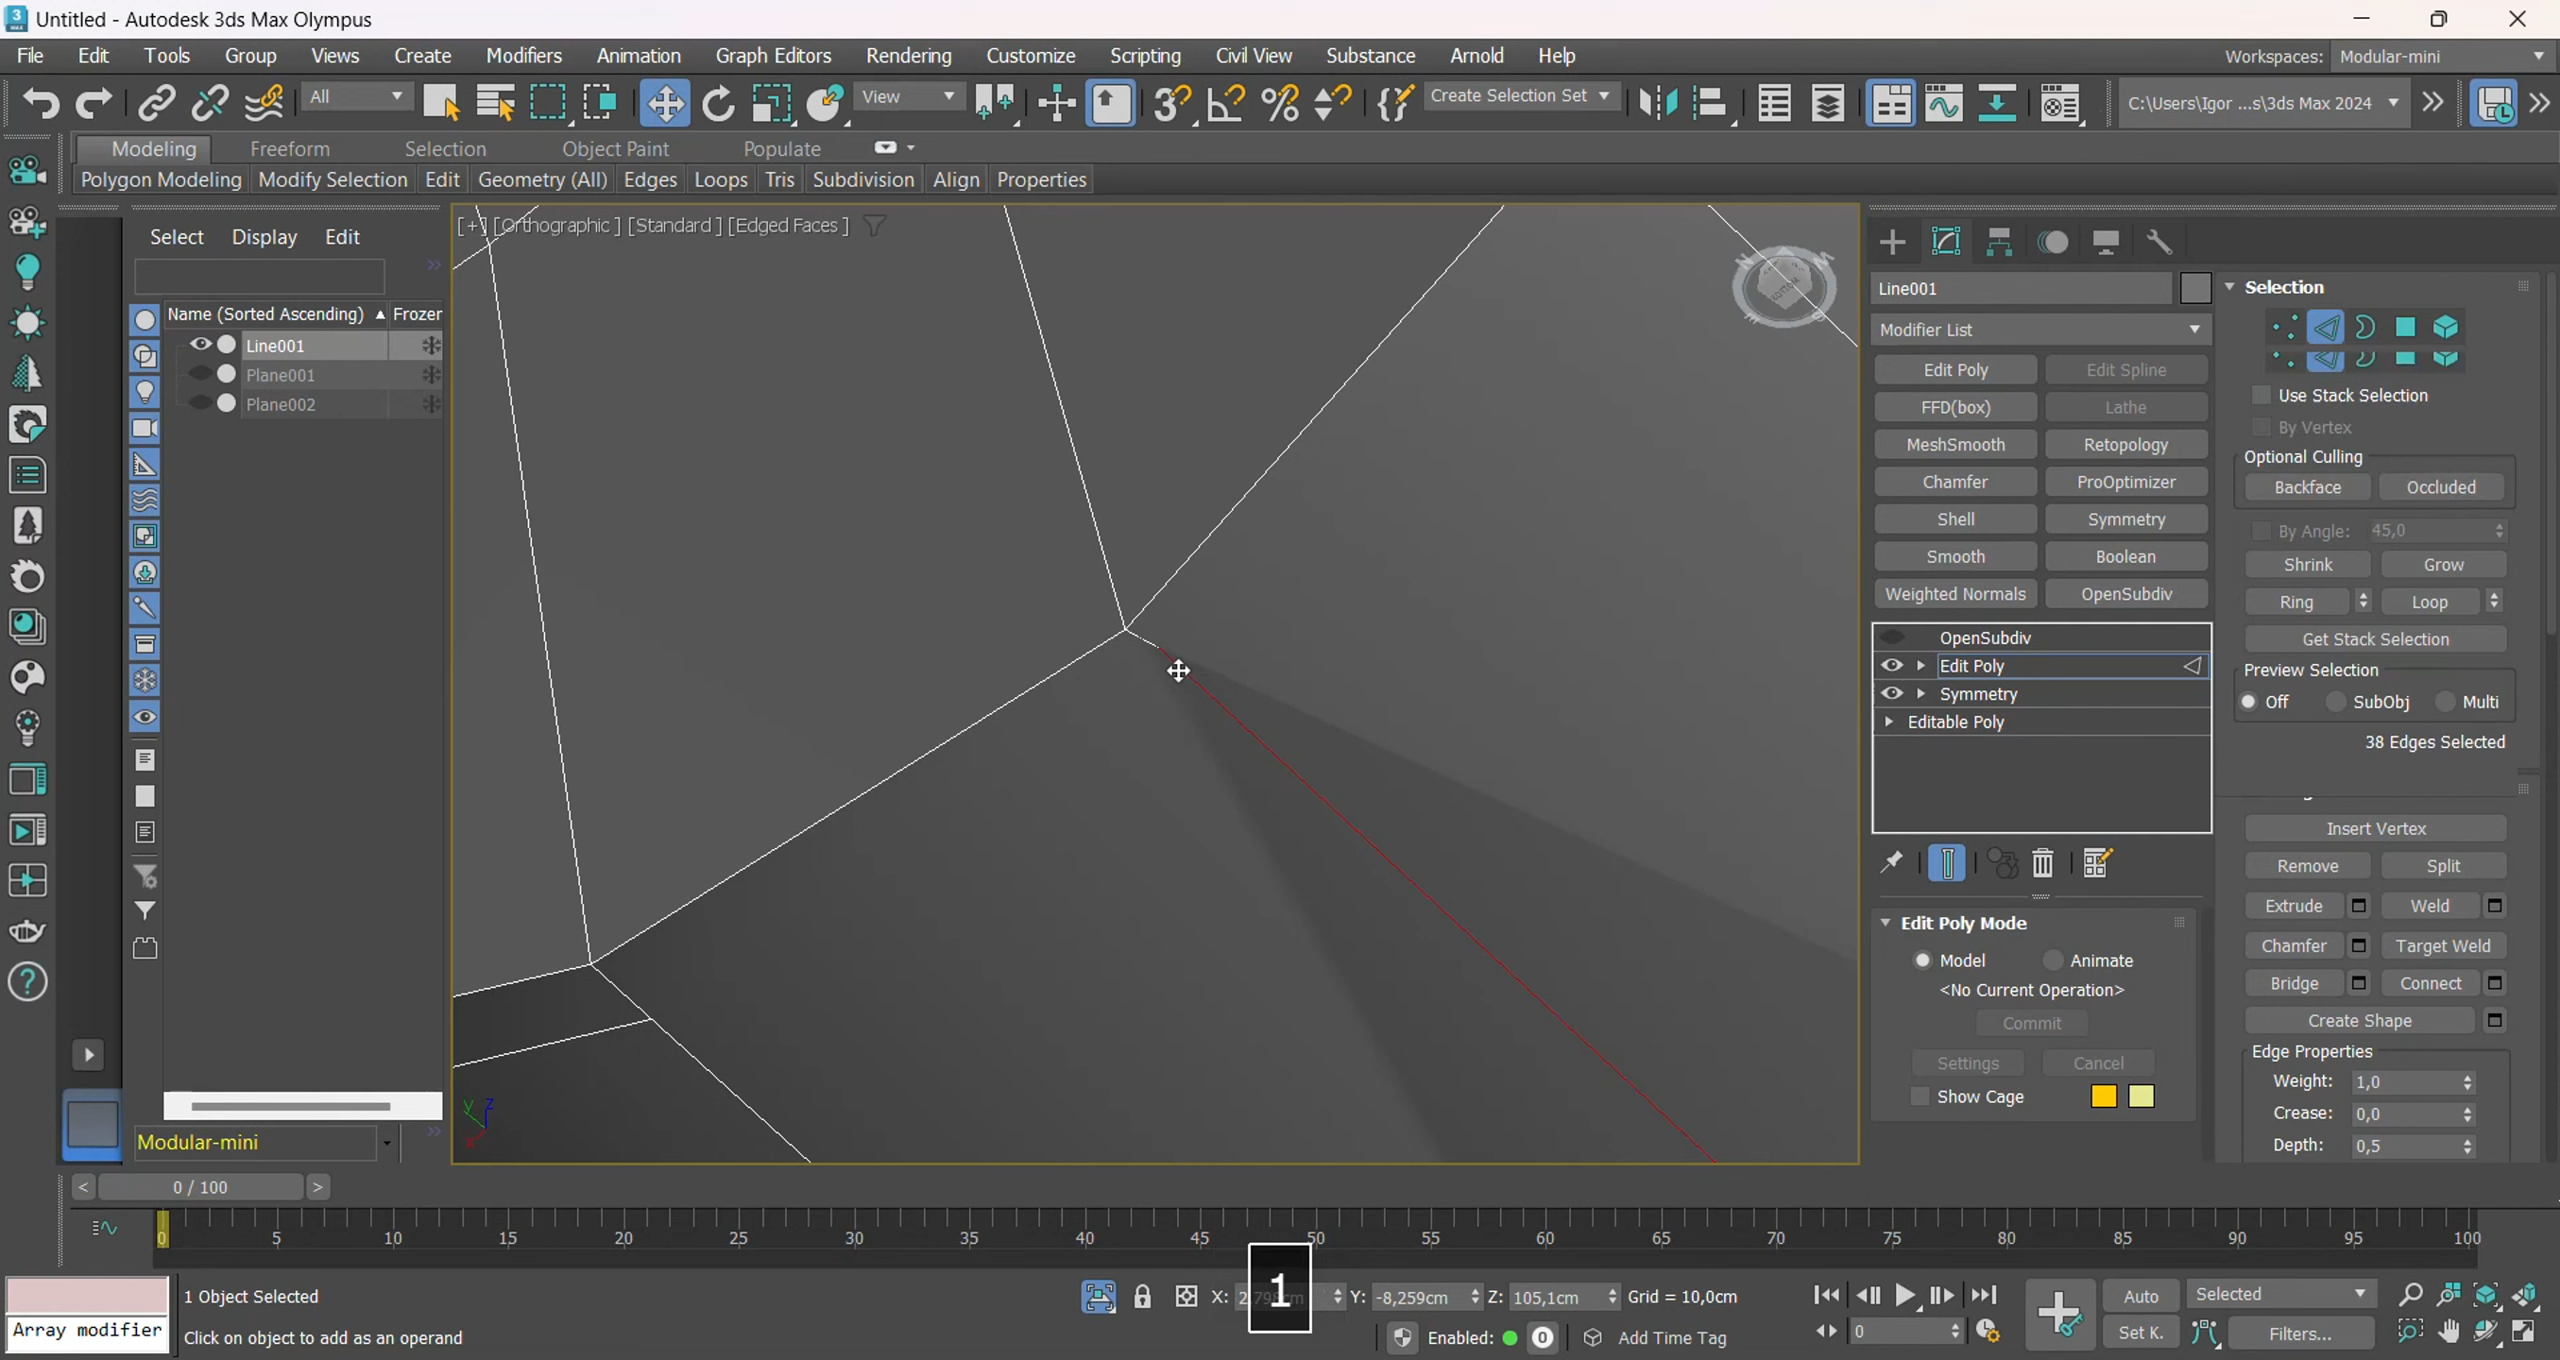 Untitled - Autodesk 3ds Max Olympus
File Edit Tools Group Views Create Modifiers Animation Graph Editors Rendering Customize Scripting Civil View Substance Arnold Help Workspaces: Modular-mini
All View Create Selection Set C:\Users\Igor ...s\3ds Max 2024
Modeling Freeform Selection Object Paint Populate
Polygon Modeling Modify Selection Edit Geometry (All) Edges Loops Tris Subdivision Align Properties
Select Display Edit
[+] [Orthographic ] [Standard ] [Edged Faces ]
Name (Sorted Ascending) Frozen
Line001
Plane001
Plane002
Modular-mini
Line001
Modifier List
Edit Poly Edit Spline
FFD(box) Lathe
MeshSmooth Retopology
Chamfer ProOptimizer
Shell Symmetry
Smooth Boolean
Weighted Normals OpenSubdiv
OpenSubdiv
Edit Poly
Symmetry
Editable Poly
Edit Poly Mode
Model Animate
<No Current Operation>
Commit
Settings Cancel
Show Cage
Selection
Use Stack Selection
By Vertex
Optional Culling
Backface Occluded
By Angle: 45,0
Shrink Grow
Ring Loop
Get Stack Selection
Preview Selection
Off SubObj Multi
38 Edges Selected
Insert Vertex
Remove Split
Extrude Weld
Chamfer Target Weld
Bridge Connect
Create Shape
Edge Properties
Weight: 1,0
Crease: 0,0
Depth: 0,5
< 0 / 100 >
0 5 10 15 20 25 30 35 40 45 50 55 60 65 70 75 80 85 90 95 100
1
1 Object Selected X: Y: -8,259cm Z: 105,1cm Grid = 10,0cm Auto Selected
Array modifier Click on object to add as an operand Enabled: 0 Add Time Tag 0 Set K. Filters...